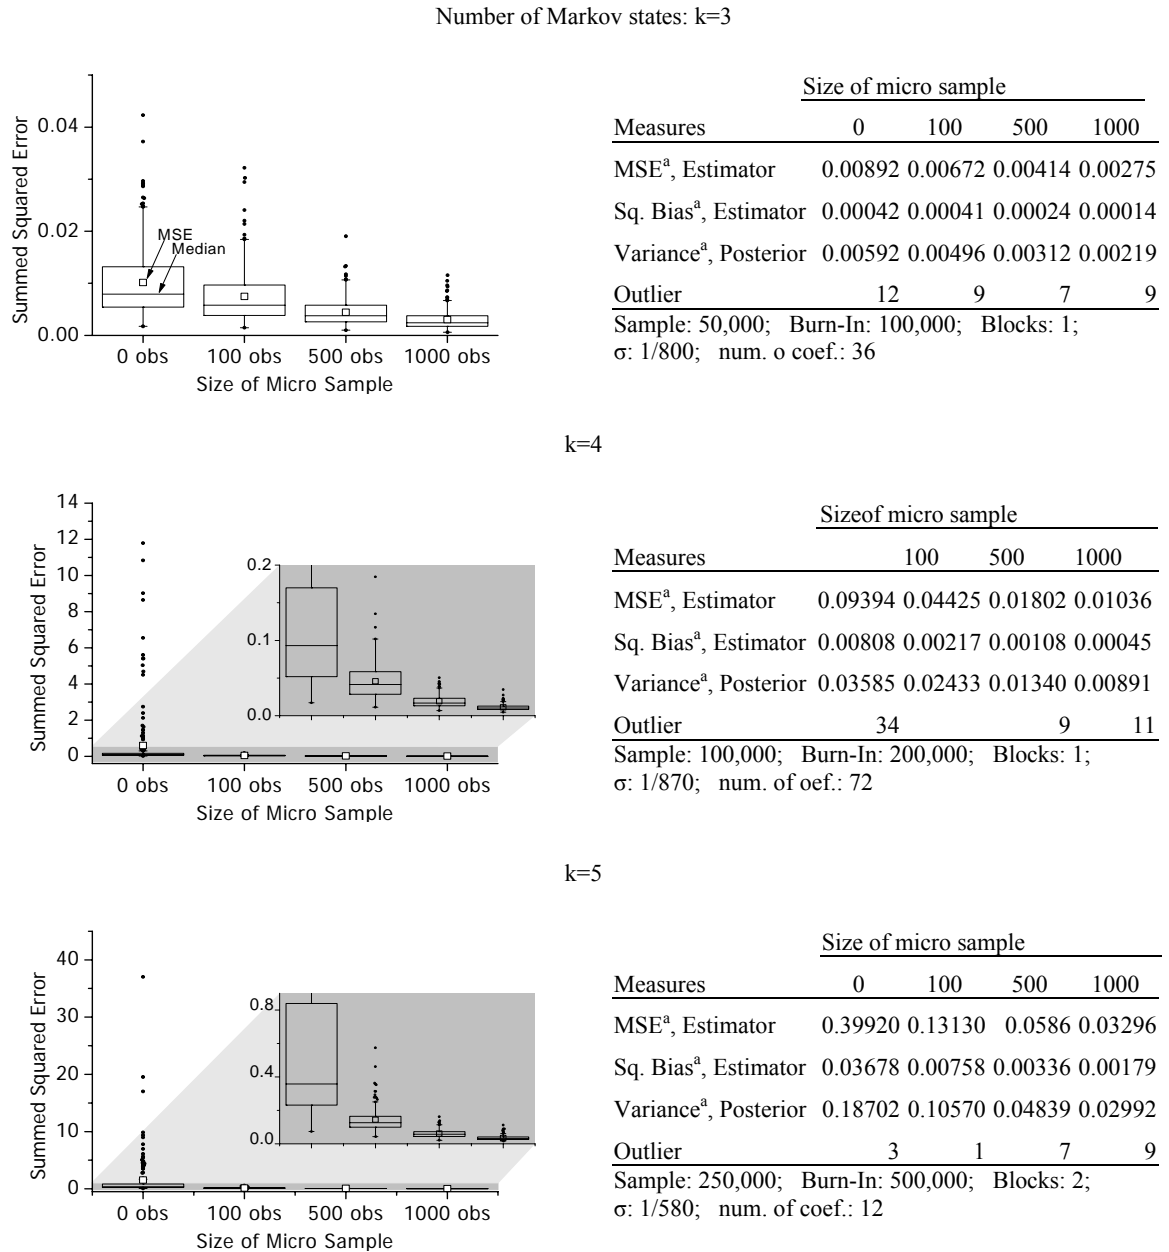 Number of Markov states: k=3
Summed Squared Error
0.04
0.02
0.00
MSE
Median
0 obs 100 obs 500 obs 1000 obs
Size of Micro Sample
Size of micro sample
Measures 0 100 500 1000
MSEa, Estimator 0.00892 0.00672 0.00414 0.00275
Sq. Biasa, Estimator 0.00042 0.00041 0.00024 0.00014
Variancea, Posterior 0.00592 0.00496 0.00312 0.00219
Outlier 12 9 7 9
Sample: 50,000; Burn-In: 100,000; Blocks: 1;
σ: 1/800; num. o coef.: 36
k=4
Summed Squared Error
14
12
10
8
6
4
2
0
0.2
0.1
0.0
0 obs 100 obs 500 obs 1000 obs
Size of Micro Sample
Sizeof micro sample
Measures 100 500 1000
MSEa, Estimator 0.09394 0.04425 0.01802 0.01036
Sq. Biasa, Estimator 0.00808 0.00217 0.00108 0.00045
Variancea, Posterior 0.03585 0.02433 0.01340 0.00891
Outlier 34 9 11
Sample: 100,000; Burn-In: 200,000; Blocks: 1;
σ: 1/870; num. of oef.: 72
k=5
Summed Squared Error
40
30
20
10
0
0.8
0.4
0.0
0 obs 100 obs 500 obs 1000 obs
Size of Micro Sample
Size of micro sample
Measures 0 100 500 1000
MSEa, Estimator 0.39920 0.13130 0.0586 0.03296
Sq. Biasa, Estimator 0.03678 0.00758 0.00336 0.00179
Variancea, Posterior 0.18702 0.10570 0.04839 0.02992
Outlier 3 1 7 9
Sample: 250,000; Burn-In: 500,000; Blocks: 2;
σ: 1/580; num. of coef.: 12